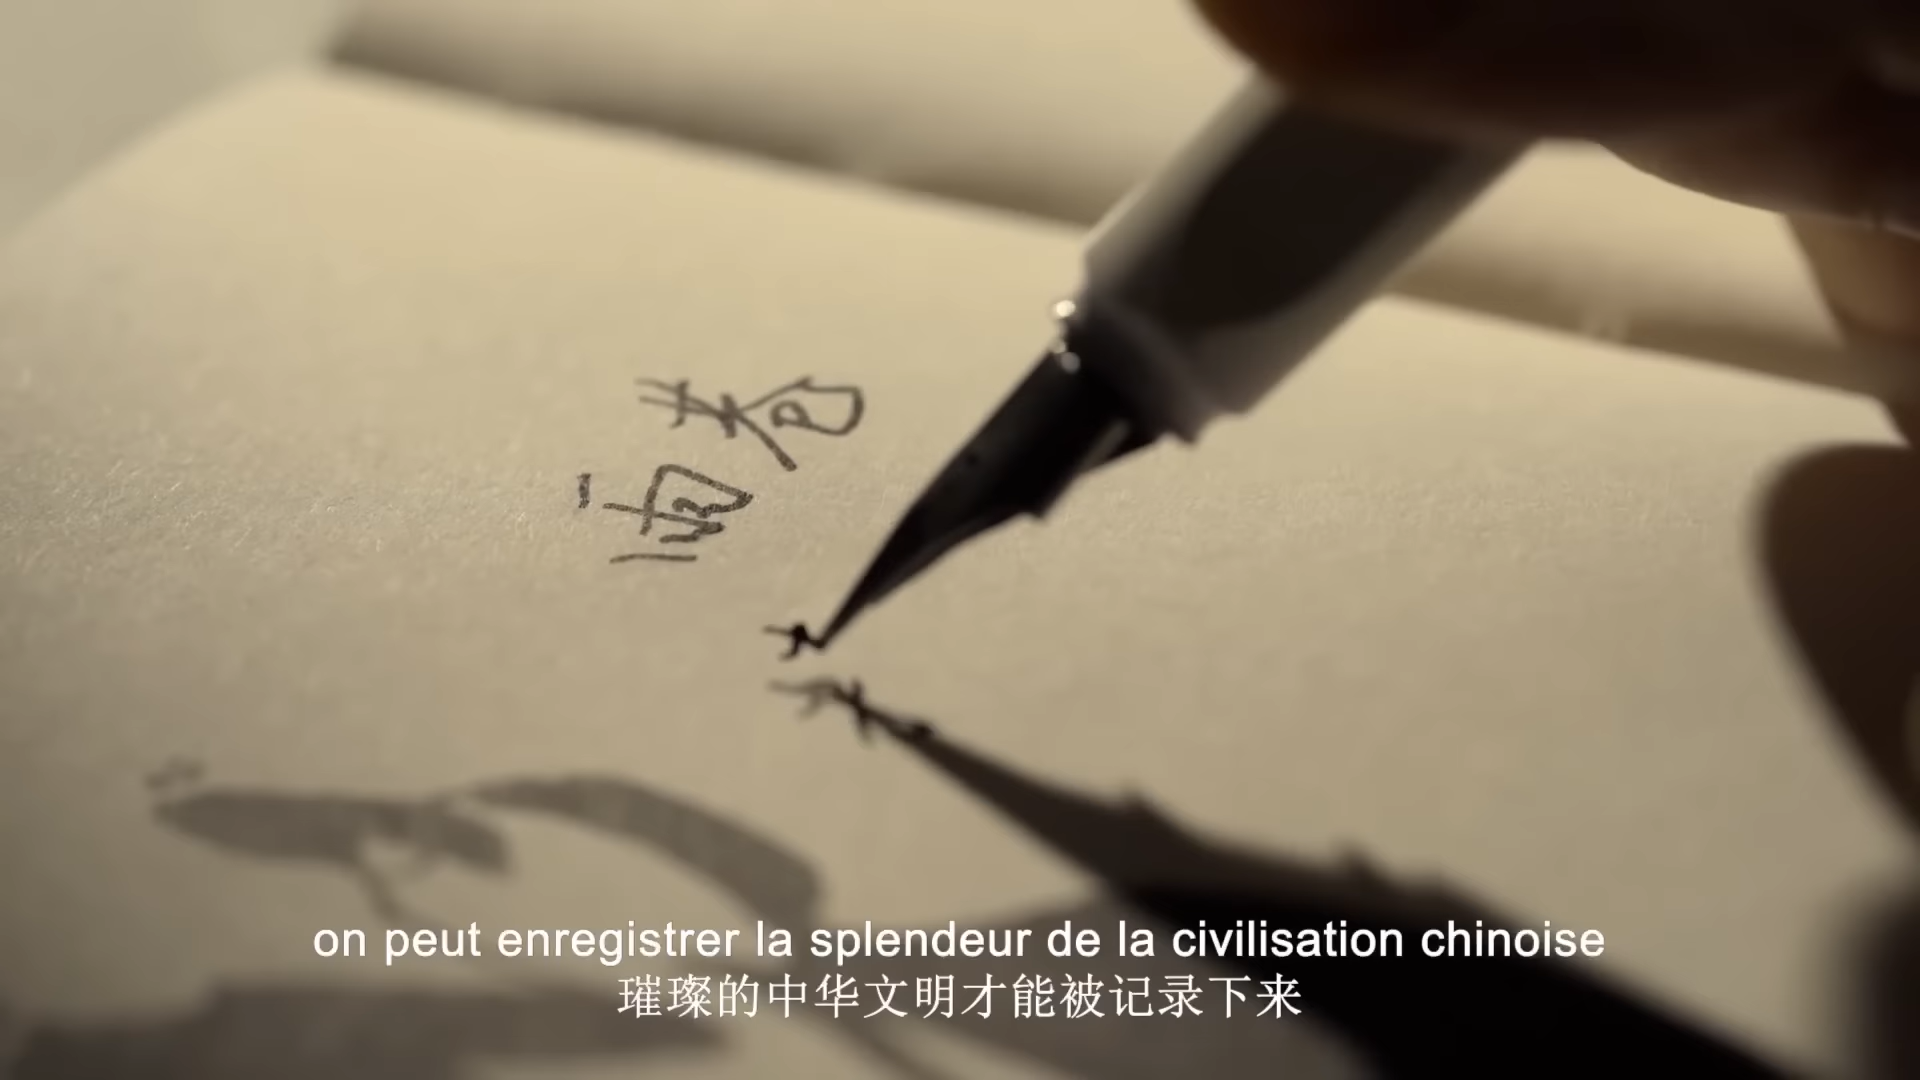 春
on peut enregistrer la splendeur de la civilisation chinoise
璀璨的中华文明才能被记录下来